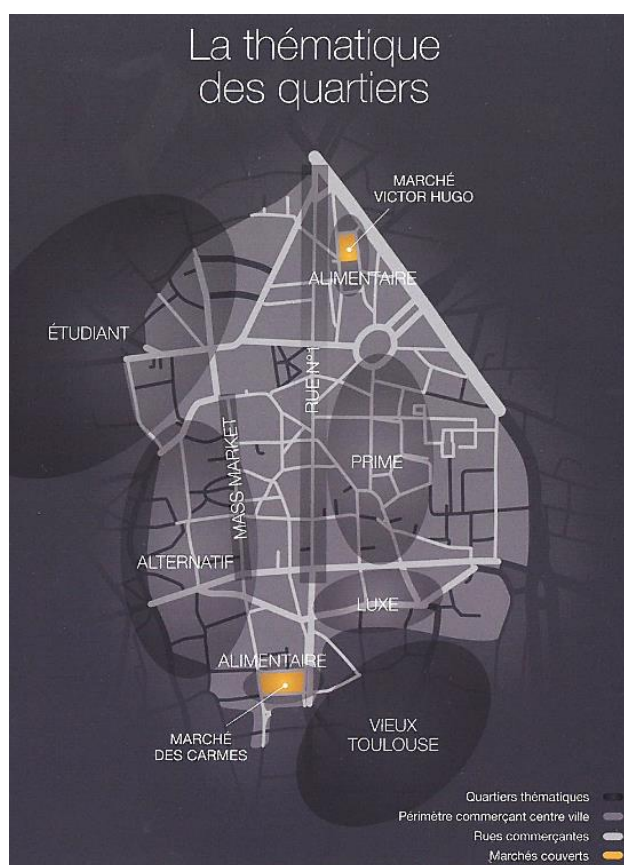 La thématique
des quartiers
MARCHÉ
VICTOR HUGO
ALIMENTAIRE
ÉTUDIANT
RUE N°1
MASS MARKET
PRIME
ALTERNATIF
LUXE
ALIMENTAIRE
MARCHÉ
DES CARMES
VIEUX
TOULOUSE
Quartiers thématiques
Périmètre commerçant centre ville
Rues commerçantes
Marchés couverts